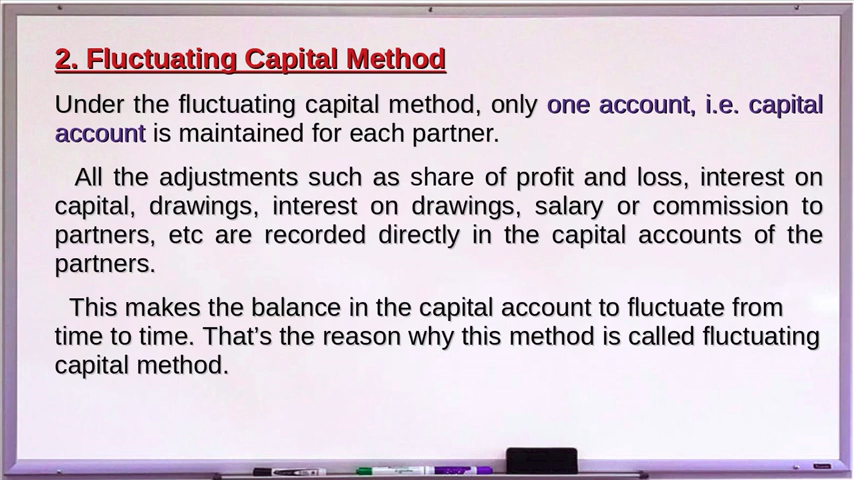 2. Fluctuating Capital Method
Under the fluctuating capital method, only one account, i.e. capital
account is maintained for each partner.
All the adjustments such as share of profit and loss, interest on
capital, drawings, interest on drawings, salary or commission to
partners, etc are recorded directly in the capital accounts of the
partners.
This makes the balance in the capital account to fluctuate from
time to time. That’s the reason why this method is called fluctuating
capital method.